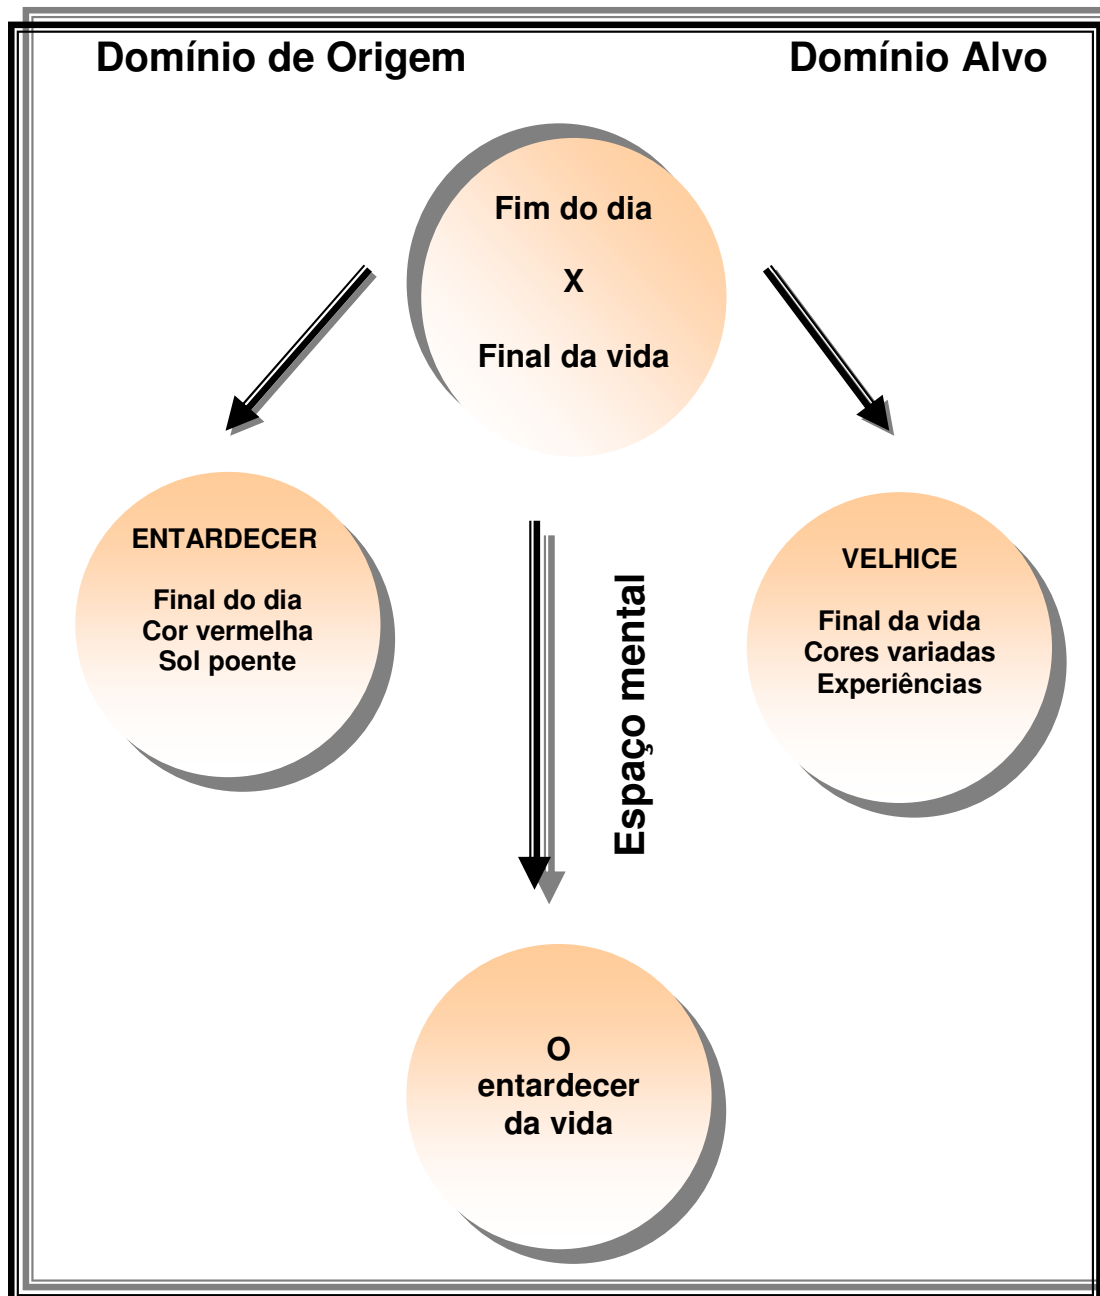 Domínio de Origem
Domínio Alvo
Fim do dia
X
Final da vida
ENTARDECER
Final do dia
Cor vermelha
Sol poente
VELHICE
Final da vida
Cores variadas
Experiências
Espaço mental
O
entardecer
da vida